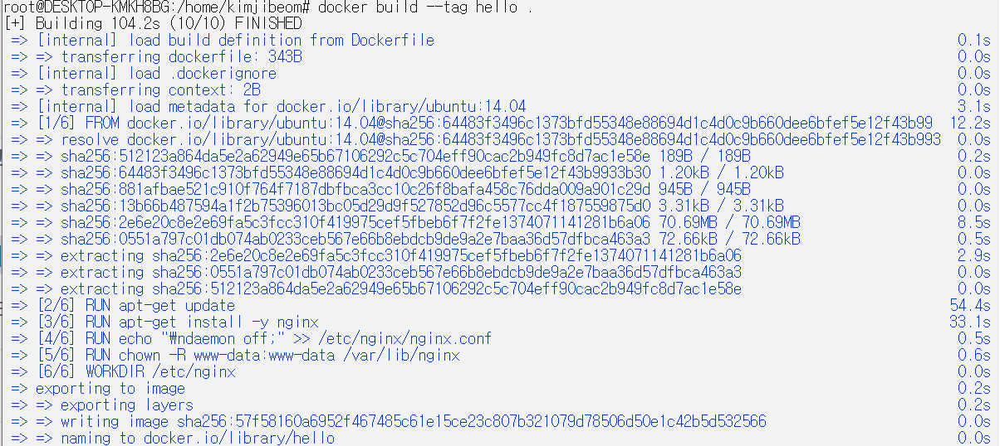 root@DESKTOP-KMKH8BG:/home/kimjibeom# docker build --tag hello .
[+] Building 104.2s (10/10) FINISHED
=> [internal] load build definition from Dockerfile 0.1s
=> => transferring dockerfile: 343B 0.0s
=> [internal] load .dockerignore 0.0s
=> => transferring context: 2B 0.0s
=> [internal] load metadata for docker.io/library/ubuntu:14.04 3.1s
=> [1/6] FROM docker.io/library/ubuntu:14.04@sha256:64483f3496c1373bfd55348e88694d1c4d0c9b660dee6bfef5e12f43b99 12.2s
=> => resolve docker.io/library/ubuntu:14.04@sha256:64483f3496c1373bfd55348e88694d1c4d0c9b660dee6bfef5e12f43b993 0.0s
=> => sha256:512123a864da5e2a62949e65b67106292c5c704eff90cac2b949fc8d7ac1e58e 189B / 189B 0.2s
=> => sha256:64483f3496c1373bfd55348e88694d1c4d0c9b660dee6bfef5e12f43b9933b30 1.20kB / 1.20kB 0.0s
=> => sha256:881afbae521c910f764f7187dbfbca3cc10c26f8bafa458c76dda009a901c29d 945B / 945B 0.0s
=> => sha256:13b66b487594a1f2b75396013bc05d29d9f527852d96c5577cc4f187559875d0 3.31kB / 3.31kB 0.0s
=> => sha256:2e6e20c8e2e69fa5c3fcc310f419975cef5fbeb6f7f2fe1374071141281b6a06 70.69MB / 70.69MB 8.5s
=> => sha256:0551a797c01db074ab0233ceb567e66b8ebdcb9de9a2e7baa36d57dfbca463a3 72.66kB / 72.66kB 0.5s
=> => extracting sha256:2e6e20c8e2e69fa5c3fcc310f419975cef5fbeb6f7f2fe1374071141281b6a06 2.9s
=> => extracting sha256:0551a797c01db074ab0233ceb567e66b8ebdcb9de9a2e7baa36d57dfbca463a3 0.0s
=> => extracting sha256:512123a864da5e2a62949e65b67106292c5c704eff90cac2b949fc8d7ac1e58e 0.0s
=> [2/6] RUN apt-get update 54.4s
=> [3/6] RUN apt-get install -y nginx 33.1s
=> [4/6] RUN echo "₩ndaemon off;" >> /etc/nginx/nginx.conf 0.5s
=> [5/6] RUN chown -R www-data:www-data /var/lib/nginx 0.6s
=> [6/6] WORKDIR /etc/nginx 0.0s
=> exporting to image 0.2s
=> => exporting layers 0.2s
=> => writing image sha256:57f58160a6952f467485c61e15ce23c807b321079d78506d50e1c42b5d532566 0.0s
=> => naming to docker.io/library/hello 0.0s